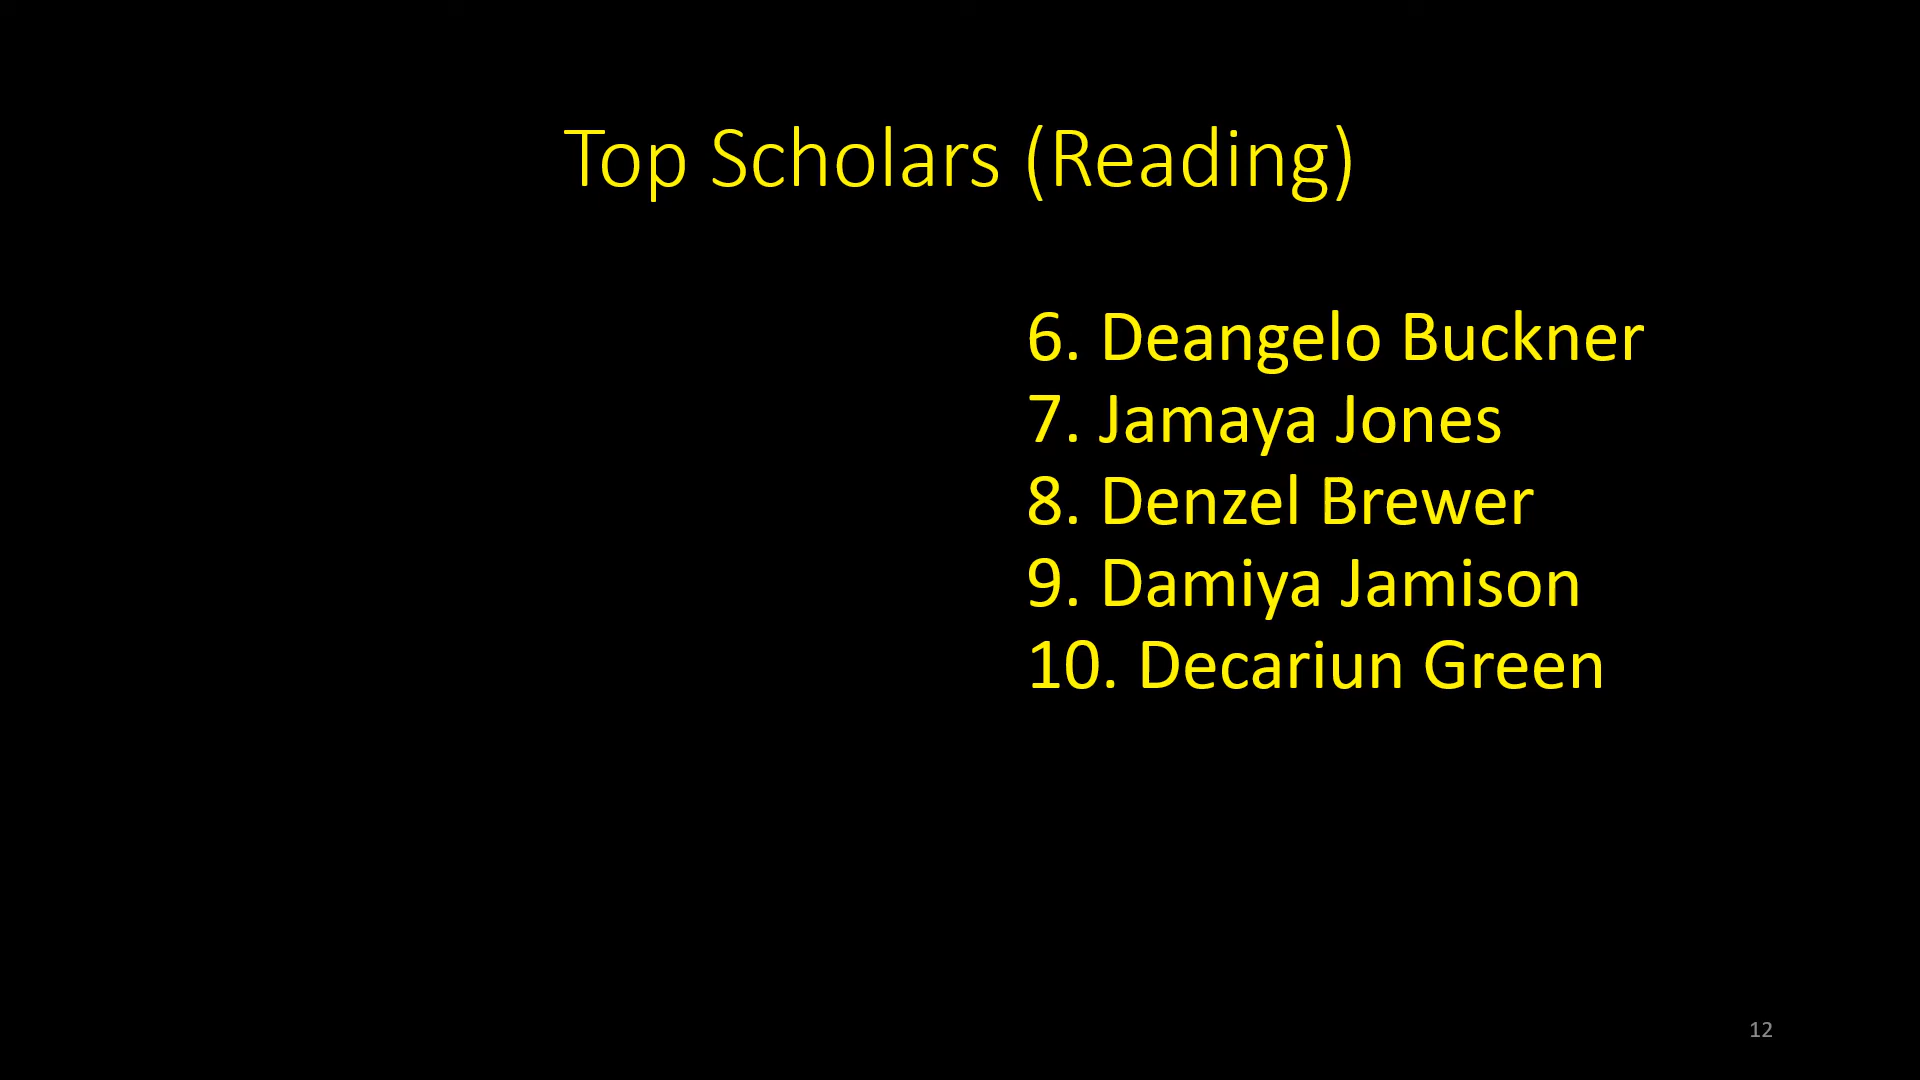 Top Scholars (Reading)
6. Deangelo Buckner
7. Jamaya Jones
8. Denzel Brewer
9. Damiya Jamison
10. Decariun Green
12